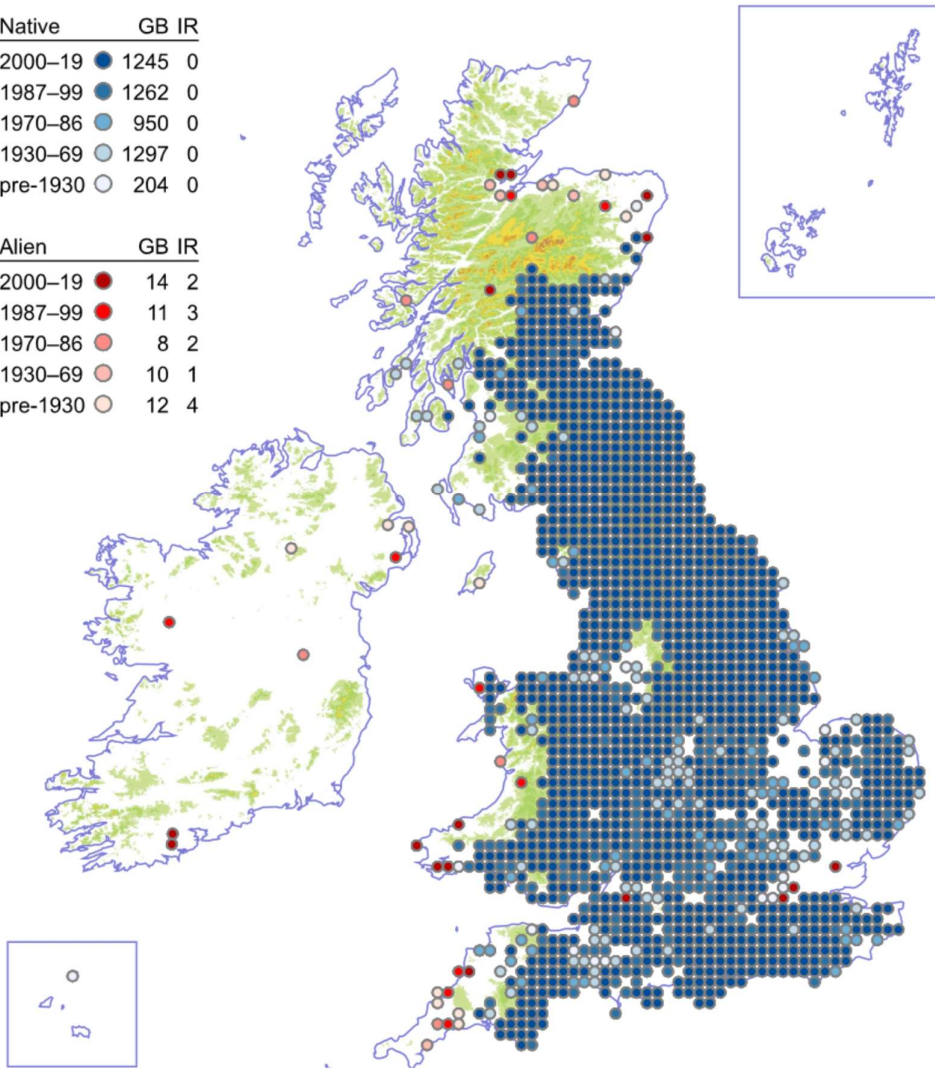 Native GB IR
2000–19 1245 0
1987–99 1262 0
1970–86 950 0
1930–69 1297 0
pre-1930 204 0
Alien GB IR
2000–19 14 2
1987–99 11 3
1970–86 8 2
1930–69 10 1
pre-1930 12 4